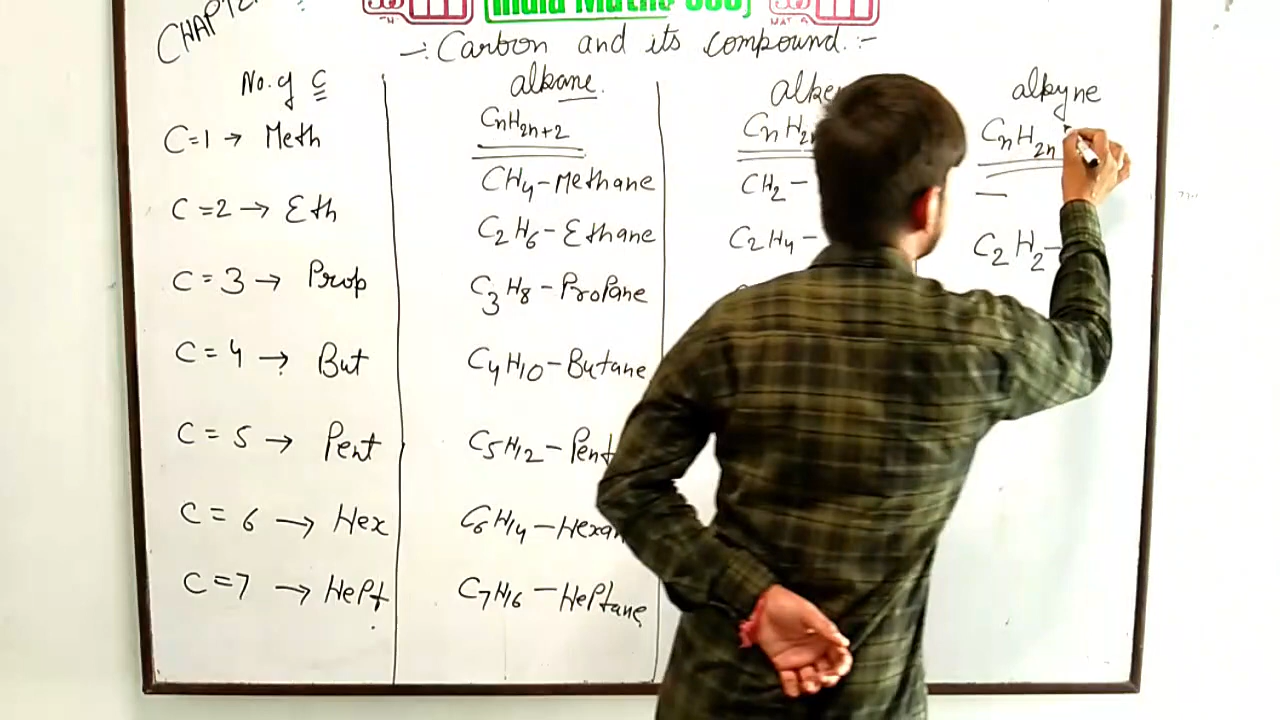 CHAPTER
India Maths
-: Carbon and its compound :-
No. of C
C=1 → Meth
C=2 → Eth
C=3 → Prop
C=4 → But
C=5 → Pent
C=6 → Hex
C=7 → Hept
alkane
CnH2n+2
CH4-Methane
C2H6-Ethane
C3H8-Propane
C4H10-Butane
C5H12-Pent
C6H14-Hexan
C7H16-Heptane
alke
CnH2
CH2-
C2H4-
alkyne
CnH2n
—
C2H2-